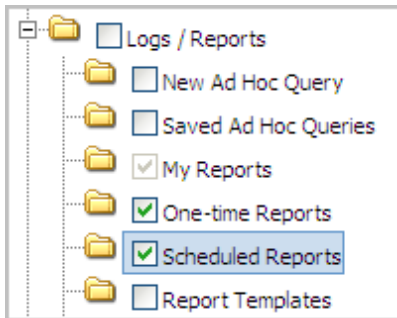 Logs / Reports
New Ad Hoc Query
Saved Ad Hoc Queries
My Reports
One-time Reports
Scheduled Reports
Report Templates